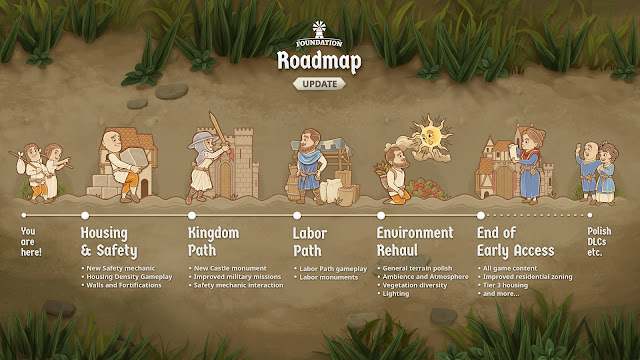 FOUNDATION
Roadmap
UPDATE
You
are
here!
Housing
& Safety
• New Safety mechanic
• Housing Density Gameplay
• Walls and Fortifications
Kingdom
Path
• New Castle monument
• Improved military missions
• Safety mechanic interaction
Labor
Path
• Labor Path gameplay
• Labor monuments
Environment
Rehaul
• General terrain polish
• Ambience and Atmosphere
• Vegetation diversity
• Lighting
End of
Early Access
• All game content
• Improved residential zoning
• Tier 3 housing
• and more...
Polish
DLCs
etc.